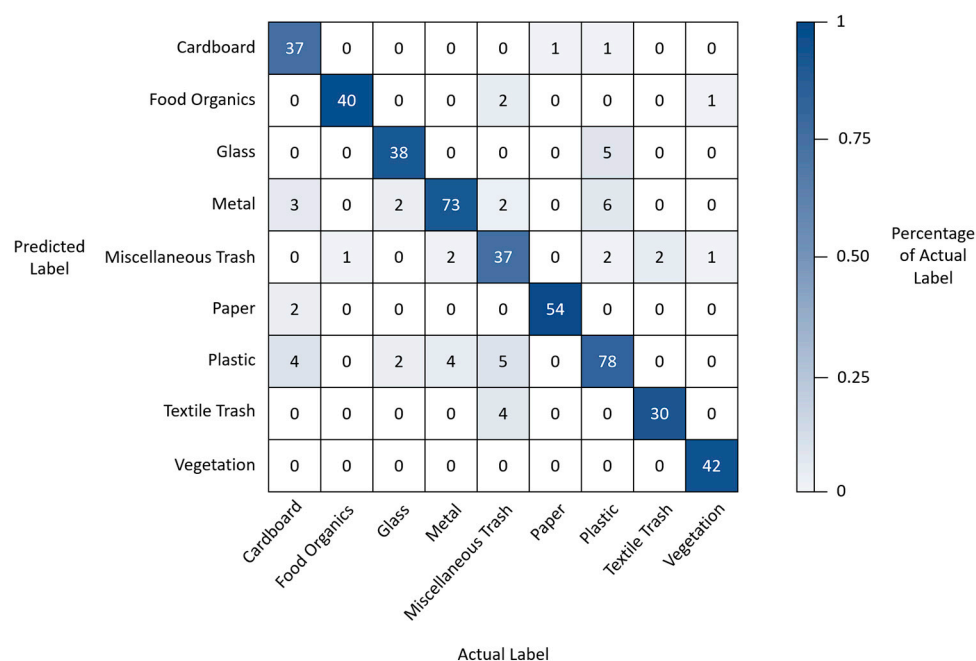 Cardboard 37 0 0 0 0 1 1 0 0
Food Organics 0 40 0 0 2 0 0 0 1
Glass 0 0 38 0 0 0 5 0 0
Metal 3 0 2 73 2 0 6 0 0
Miscellaneous Trash 0 1 0 2 37 0 2 2 1
Paper 2 0 0 0 0 54 0 0 0
Plastic 4 0 2 4 5 0 78 0 0
Textile Trash 0 0 0 0 4 0 0 30 0
Vegetation 0 0 0 0 0 0 0 0 42
Predicted
Label
Cardboard
Food Organics
Glass
Metal
Miscellaneous Trash
Paper
Plastic
Textile Trash
Vegetation
Actual Label
1
0.75
0.50
0.25
0
Percentage
of Actual
Label